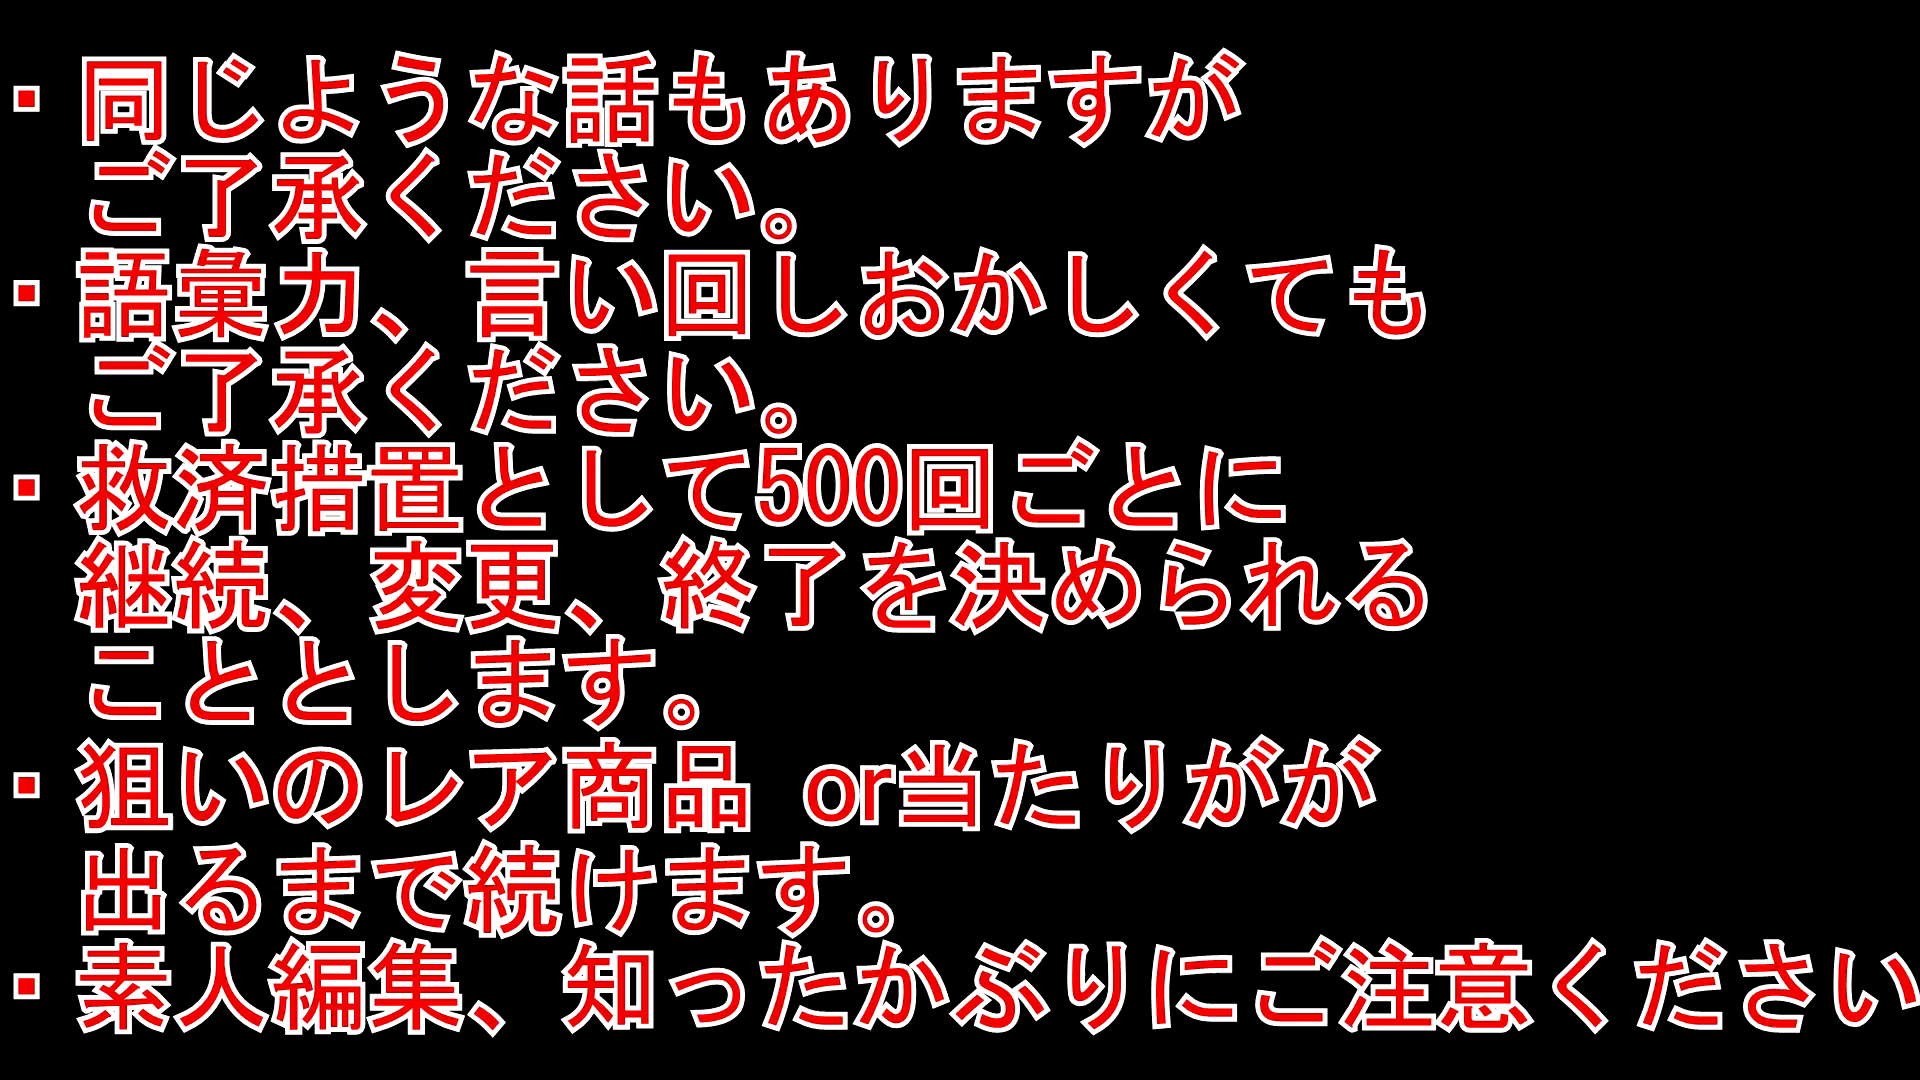 ・同じような話もありますが
ご了承ください。
・語彙力、言い回しおかしくても
ご了承ください。
・救済措置として500回ごとに
継続、変更、終了を決められる
こととします。
・狙いのレア商品 or当たりがが
出るまで続けます。
・素人編集、知ったかぶりにご注意ください